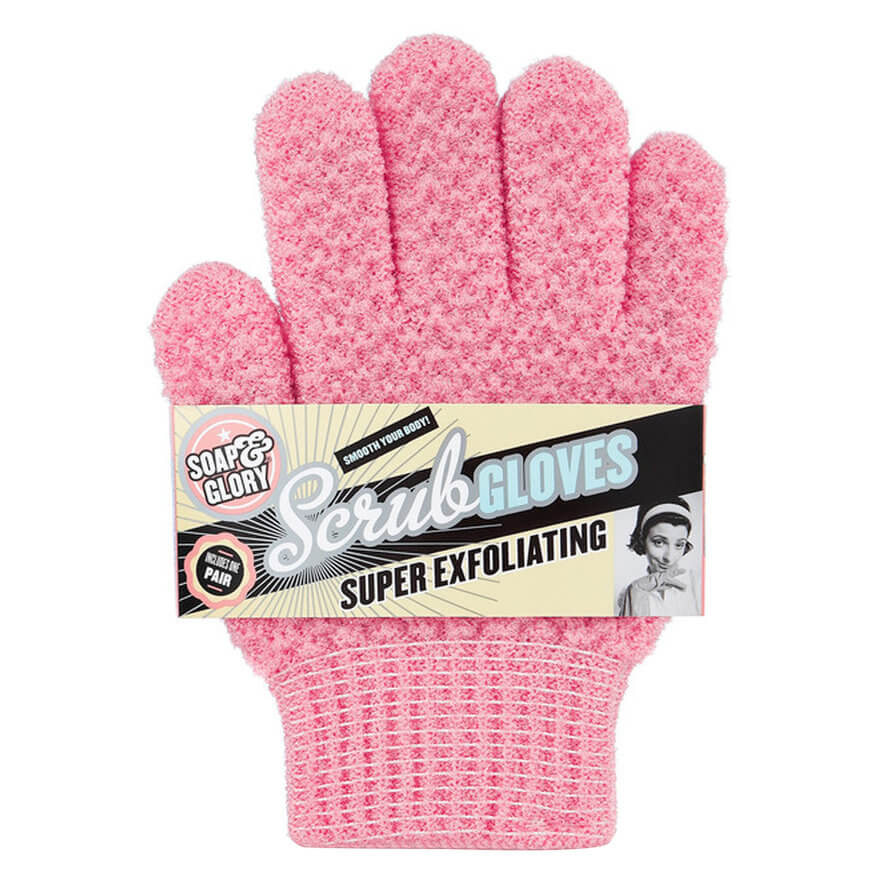 SOAP&
GLORY
SMOOTH YOUR BODY!
Scrub GLOVES
SUPER EXFOLIATING
INCLUDES ONE
PAIR